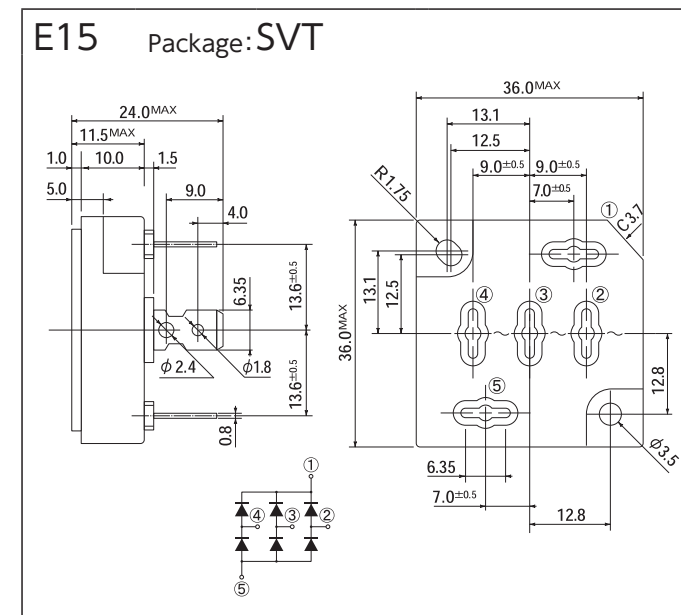 E15 Package:SVT
24.0MAX
11.5MAX
1.0 10.0 1.5
5.0
9.0
4.0
13.6±0.5
6.35
φ2.4
φ1.8
13.6±0.5
0.8
36.0MAX
13.1
12.5
9.0±0.5 9.0±0.5
7.0±0.5
R1.75
①
C3.7
13.1
12.5
36.0MAX
④ ③ ②
⑤
12.8
6.35
φ3.5
7.0±0.5
12.8
①
④ ③ ②
⑤